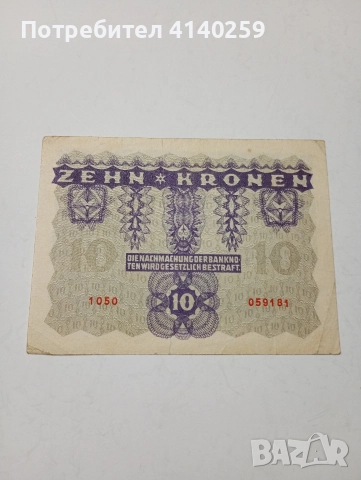 Потребител 4140259
ZEHN ✶ KRONEN
10 10
DIE NACHMACHUNG DER BANKNO-
TEN WIRD GESETZLICH BESTRAFT.
1050 10 059181
BAZAR